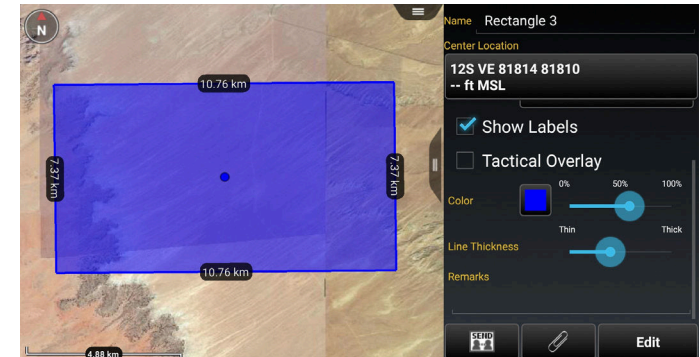 N
10.76 km
7.37 km
7.37 km
10.76 km
4.88 km
Name Rectangle 3
Center Location
12S VE 81814 81810
-- ft MSL
Show Labels
Tactical Overlay
0% 50% 100%
Color
Thin Thick
Line Thickness
Remarks
SEND
Edit